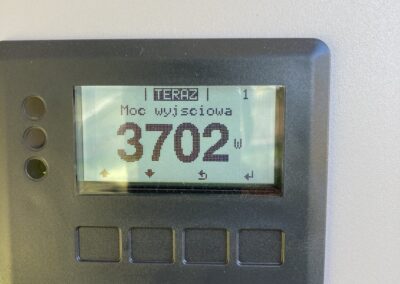 | TERAZ | 1
Moc wyjsciowa
3702 W